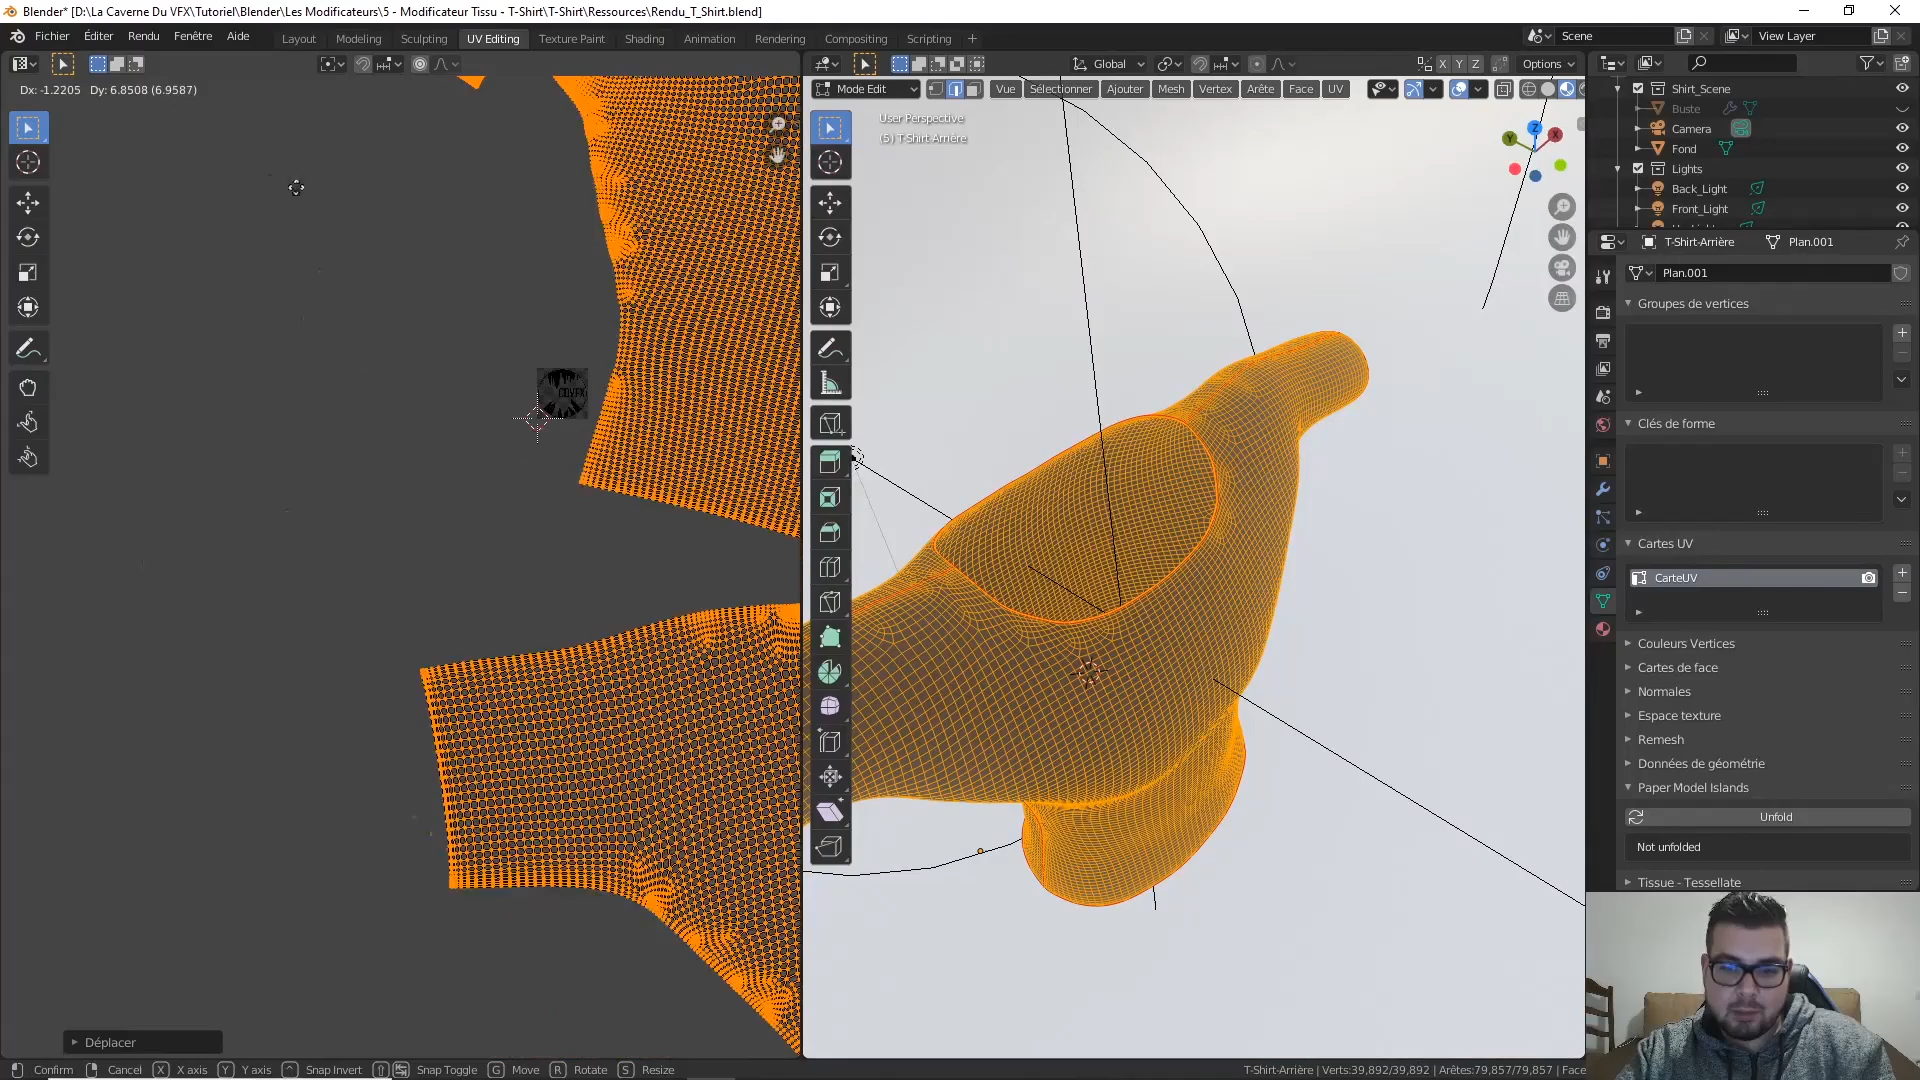 Blender* [D:\La Caverne Du VFX\Tutoriel\Blender\Les Modificateurs\5 - Modificateur Tissu - T-Shirt\T-Shirt\Ressources\Rendu_T_Shirt.blend]
Fichier Éditer Rendu Fenêtre Aide Layout Modeling Sculpting UV Editing Texture Paint Shading Animation Rendering Compositing Scripting + Scene View Layer
Global X Y Z Options
Dx: -1.2205 Dy: 6.8508 (6.9587)
Mode Edit Vue Sélectionner Ajouter Mesh Vertex Arête Face UV
User Perspective
(5) T-Shirt Arrière
Z Y X
Shirt_Scene
Buste
Camera
Fond
Lights
Back_Light
Front_Light
T-Shirt-Arrière Plan.001
Plan.001
Groupes de vertices
Clés de forme
Cartes UV
CarteUV
Couleurs Vertices
Cartes de face
Normales
Espace texture
Remesh
Données de géométrie
Paper Model Islands
Unfold
Not unfolded
Tissue - Tessellate
Déplacer
Confirm Cancel X X axis Y Y axis ^ Snap Invert Snap Toggle G Move R Rotate S Resize
T-Shirt-Arrière | Verts:39,892/39,892 | Arêtes:79,857/79,857 | Face